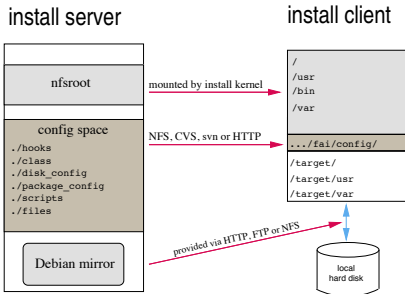 install server
install client
nfsroot
mounted by install kernel
/
/usr
/bin
/var
config space
./hooks
./class
./disk_config
./package_config
./scripts
./files
NFS, CVS, svn or HTTP
.../fai/config/
/target/
/target/usr
/target/var
provided via HTTP, FTP or NFS
Debian mirror
local
hard disk